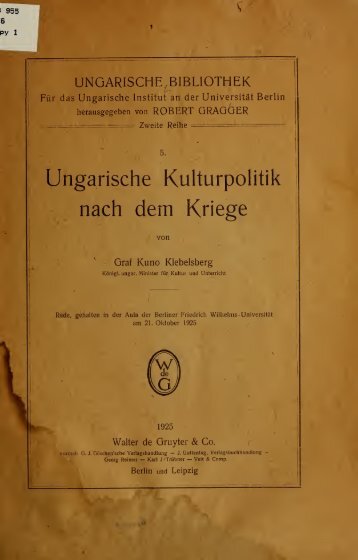 955
6
py 1
UNGARISCHE BIBLIOTHEK
Für das Ungarische Institut an der Universität Berlin
herausgegeben von ROBERT GRAGGER
Zweite Reihe
5.
Ungarische Kulturpolitik
nach dem Kriege
von
Graf Kuno Klebelsberg
Königl. ungar. Minister für Kultur und Unterricht
Rede, gehalten in der Aula der Berliner Friedrich Wilhelms-Universität
am 21. Oktober 1925
W
de
G
1925
Walter de Gruyter & Co.
vormals G. J. Göschen'sche Verlagshandlung – J. Guttentag, Verlagsbuchhandlung –
Georg Reimer – Karl J. Trübner – Veit & Comp.
Berlin und Leipzig